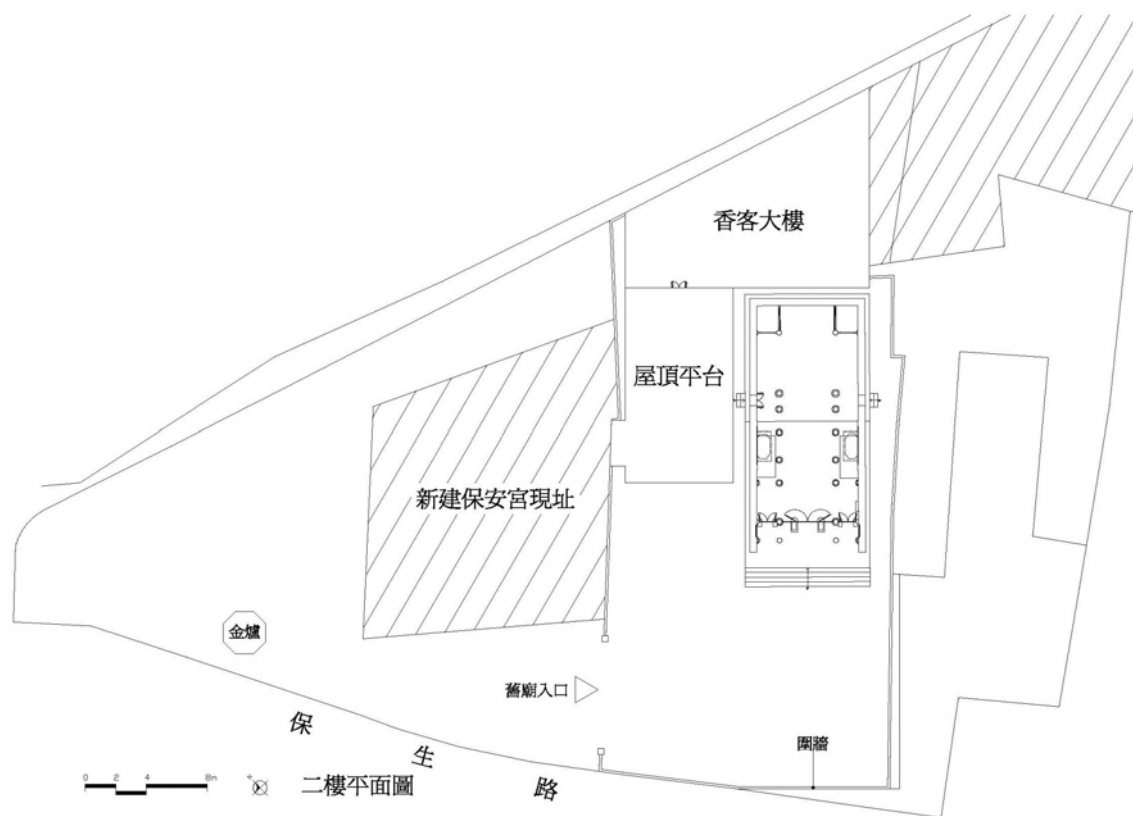 香客大樓
屋頂平台
新建保安宮現址
金爐
舊廟入口
圍牆
保生路
0 2 4 8m
二樓平面圖